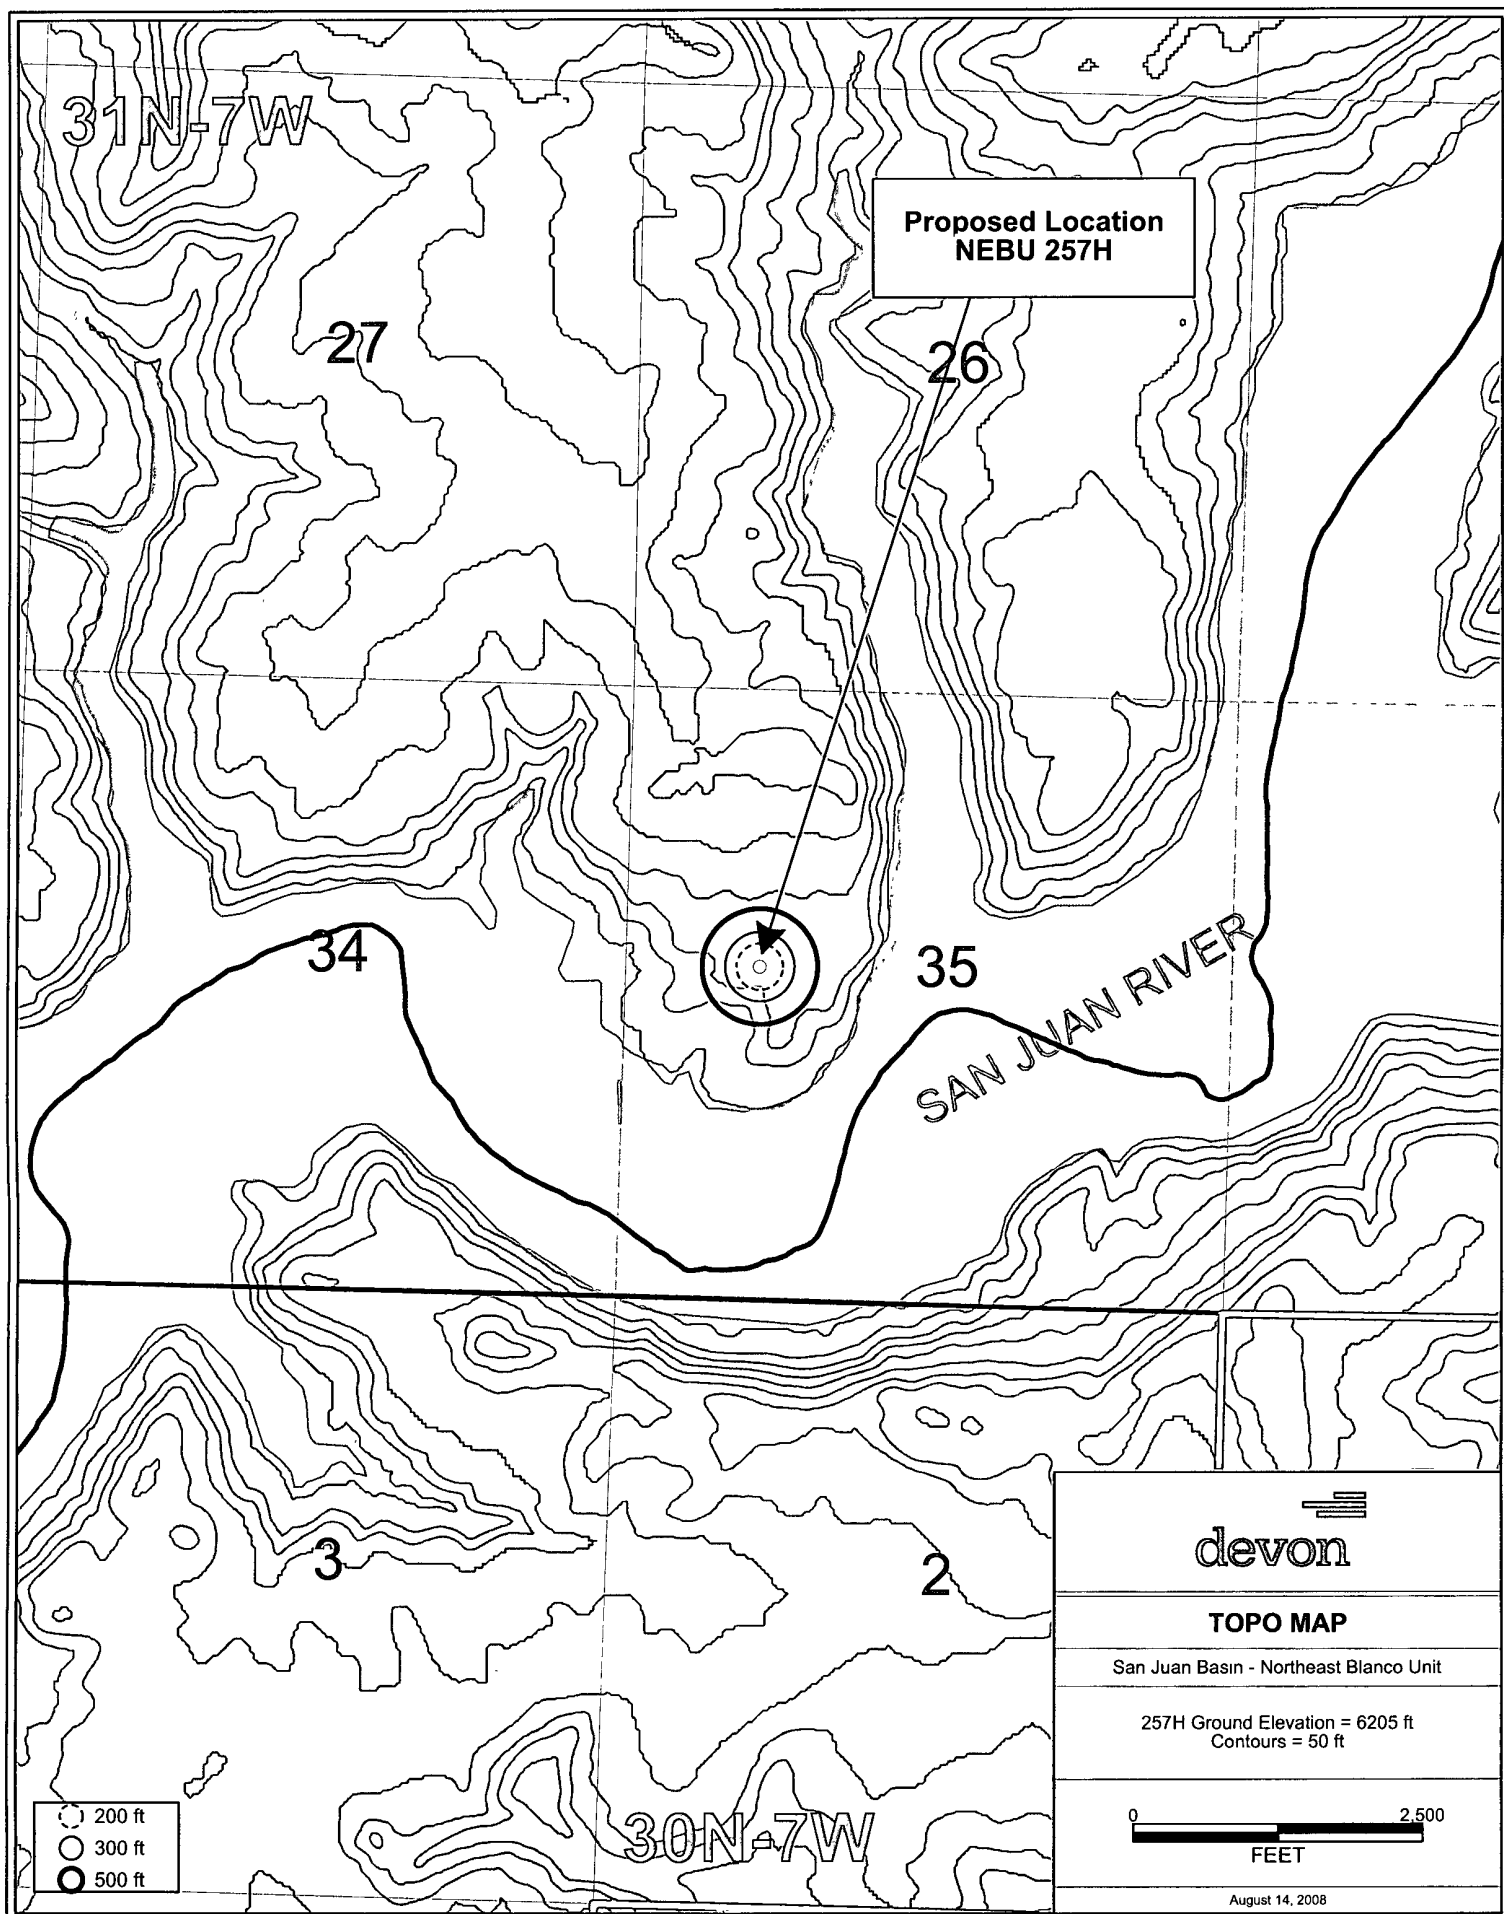 31N-7W
Proposed Location
NEBU 257H
27
26
34
35
SAN JUAN RIVER
3
2
devon
TOPO MAP
San Juan Basin - Northeast Blanco Unit
257H Ground Elevation = 6205 ft
Contours = 50 ft
0 2,500
FEET
August 14, 2008
200 ft
300 ft
500 ft
30N-7W